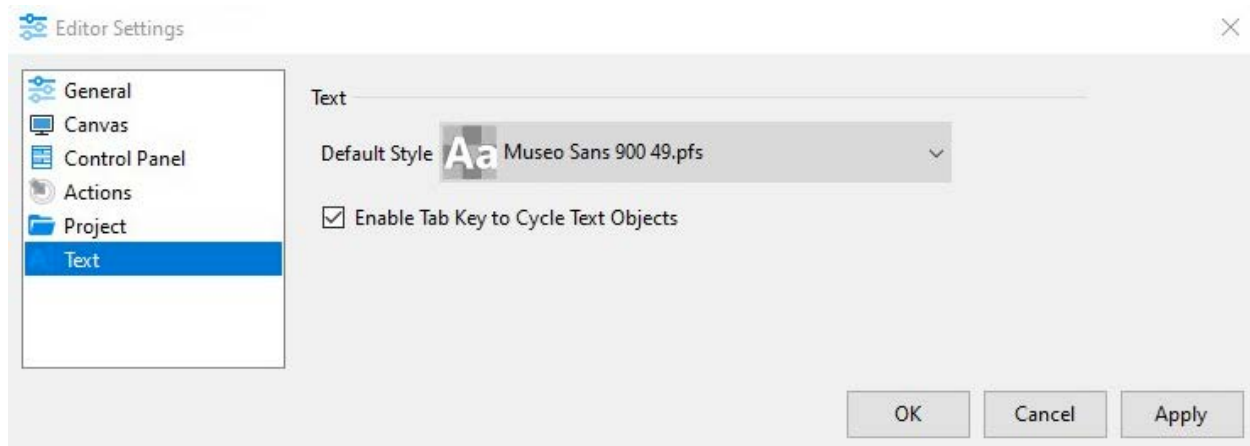 Editor Settings
General
Canvas
Control Panel
Actions
Project
Text
Text
Default Style Aa Museo Sans 900 49.pfs
Enable Tab Key to Cycle Text Objects
OK Cancel Apply